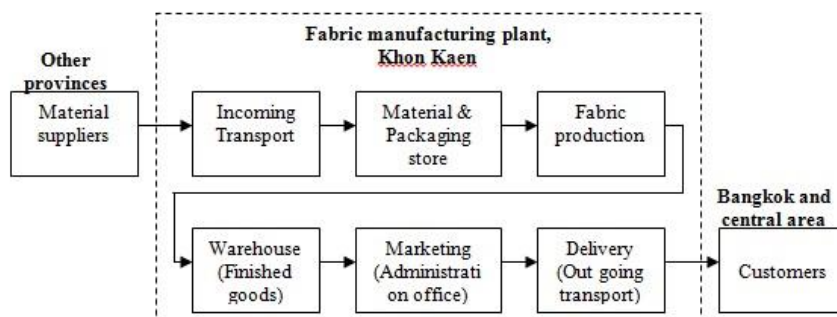 Fabric manufacturing plant,
Khon Kaen
Other
provinces
Material
suppliers
Incoming
Transport
Material &
Packaging
store
Fabric
production
Bangkok and
central area
Warehouse
(Finished
goods)
Marketing
(Administrati
on office)
Delivery
(Out going
transport)
Customers